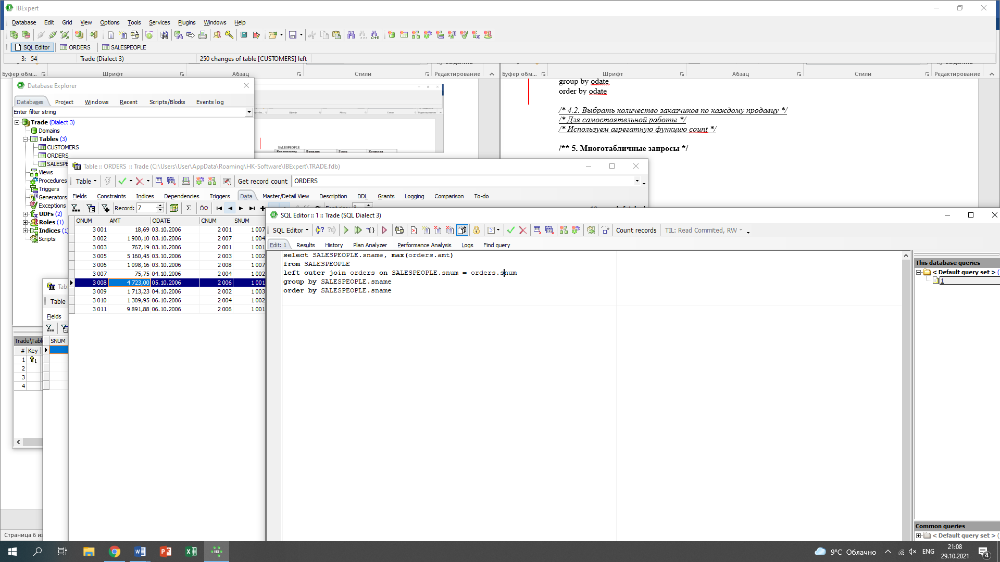 IBExpert
Database Edit Grid View Options Tools Services Plugins Windows Help
SQL Editor ORDERS SALESPEOPLE
3: 54 Trade (Dialect 3) 250 changes of table [CUSTOMERS] left
Буфер обм... Шрифт Абзац Стили Редактирование
Буфер обм... Шрифт Абзац Стили Редактирование
group by odate
order by odate
/* 4.2. Выбрать количество заказчиков по каждому продавцу */
/* Для самостоятельной работы */
/* Используем агрегатную функцию count */
/** 5. Многотабличные запросы */
Database Explorer
Databases Project Windows Recent Scripts/Blocks Events log
Enter filter string
Trade (Dialect 3)
Domains
Tables (3)
CUSTOMERS
ORDERS
SALESPE
Views
Procedures
Triggers
Generators
Exceptions
UDFs (2)
Roles (1)
Indices (1)
Scripts
SALESPEOPLE
Trade\Tabl
# Key
1
2
3
4
Tab
Table
Fields
SNUM
Table :: ORDERS :: Trade (C:\Users\User\AppData\Roaming\HK-Software\IBExpert\TRADE.fdb)
Table Get record count ORDERS
Fields Constraints Indices Dependencies Triggers Data Master/Detail View Description DDL Grants Logging Comparison To-do
Record: 7
ONUM AMT ODATE CNUM SNUM
3 001 18,69 03.10.2006 2 001 1 007
3 002 1 900,10 03.10.2006 2 007 1 004
3 003 767,19 03.10.2006 2 001 1 001
3 005 5 160,45 03.10.2006 2 003 1 002
3 006 1 098,16 03.10.2006 2 008 1 007
3 007 75,75 04.10.2006 2 004 1 002
3 008 4 723,00 05.10.2006 2 006 1 001
3 009 1 713,23 04.10.2006 2 002 1 003
3 010 1 309,95 06.10.2006 2 004 1 002
3 011 9 891,88 06.10.2006 2 006 1 001
SQL Editor :: 1 :: Trade (SQL Dialect 3)
SQL Editor Count records TIL: Read Commited, RW
Edit: 1 Results History Plan Analyzer Performance Analysis Logs Find query
select SALESPEOPLE.sname, max(orders.amt)
from SALESPEOPLE
left outer join orders on SALESPEOPLE.snum = orders.snum
group by SALESPEOPLE.sname
order by SALESPEOPLE.sname
This database queries
< Default query set > (
1
Common queries
< Default query set > (
Страница 6 из
9°C Облачно ENG 21:08
29.10.2021
4